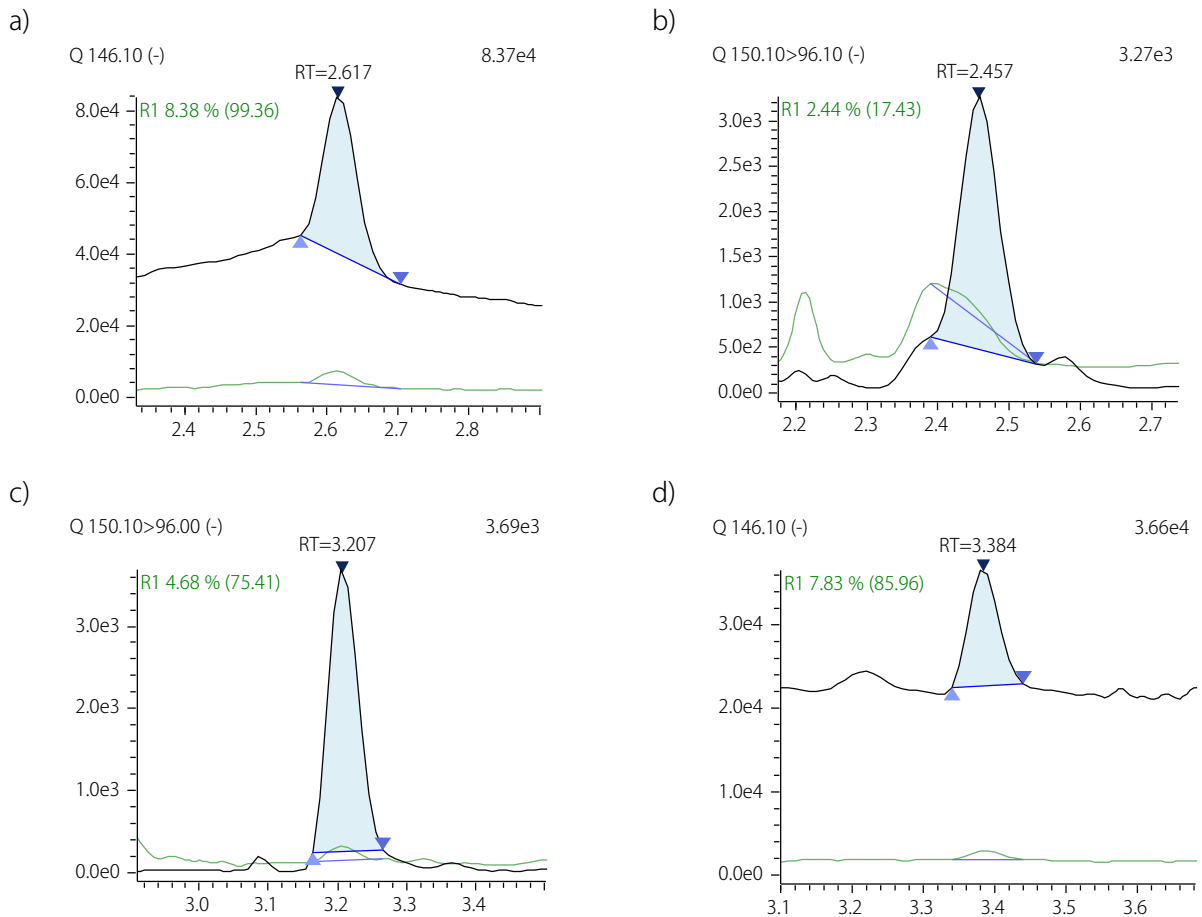 a)
Q 146.10 (-) 8.37e4
RT=2.617
R1 8.38 % (99.36)
8.0e4
6.0e4
4.0e4
2.0e4
0.0e0
2.4 2.5 2.6 2.7 2.8
b)
Q 150.10>96.10 (-) 3.27e3
RT=2.457
R1 2.44 % (17.43)
3.0e3
2.5e3
2.0e3
1.5e3
1.0e3
5.0e2
0.0e0
2.2 2.3 2.4 2.5 2.6 2.7
c)
Q 150.10>96.00 (-) 3.69e3
RT=3.207
R1 4.68 % (75.41)
3.0e3
2.0e3
1.0e3
0.0e0
3.0 3.1 3.2 3.3 3.4
d)
Q 146.10 (-) 3.66e4
RT=3.384
R1 7.83 % (85.96)
3.0e4
2.0e4
1.0e4
0.0e0
3.1 3.2 3.3 3.4 3.5 3.6